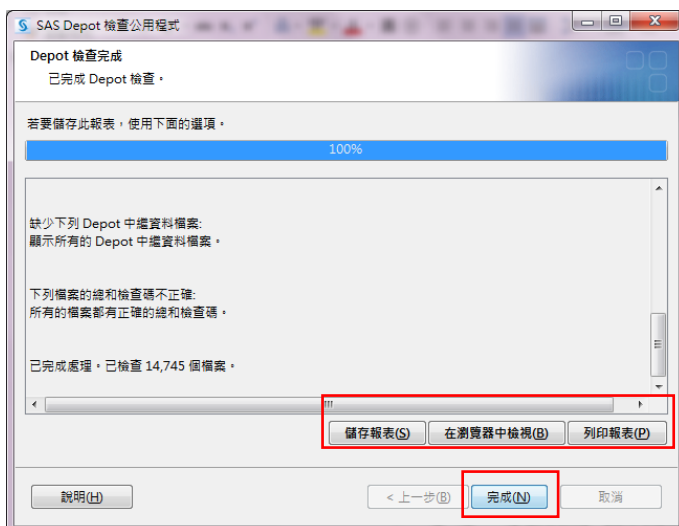 SAS Depot 檢查公用程式
Depot 檢查完成
已完成 Depot 檢查。
若要儲存此報表，使用下面的選項。
100%
缺少下列 Depot 中繼資料檔案:
顯示所有的 Depot 中繼資料檔案。
下列檔案的總和檢查碼不正確:
所有的檔案都有正確的總和檢查碼。
已完成處理。已檢查 14,745 個檔案。
儲存報表(S) 在瀏覽器中檢視(B) 列印報表(P)
說明(H) < 上一步(B) 完成(N) 取消